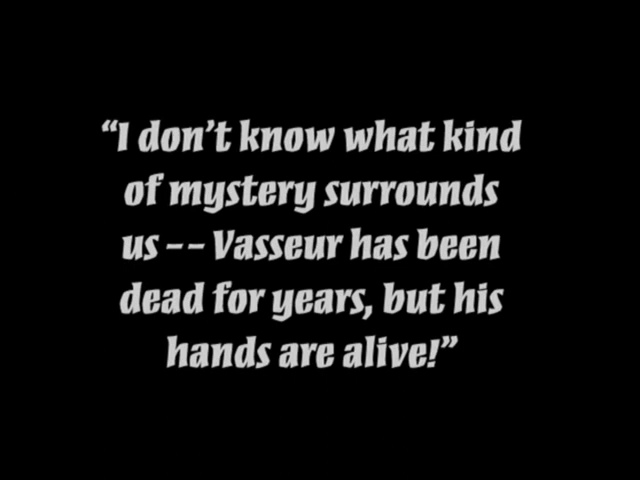 “I don’t know what kind
of mystery surrounds
us -- Vasseur has been
dead for years, but his
hands are alive!”